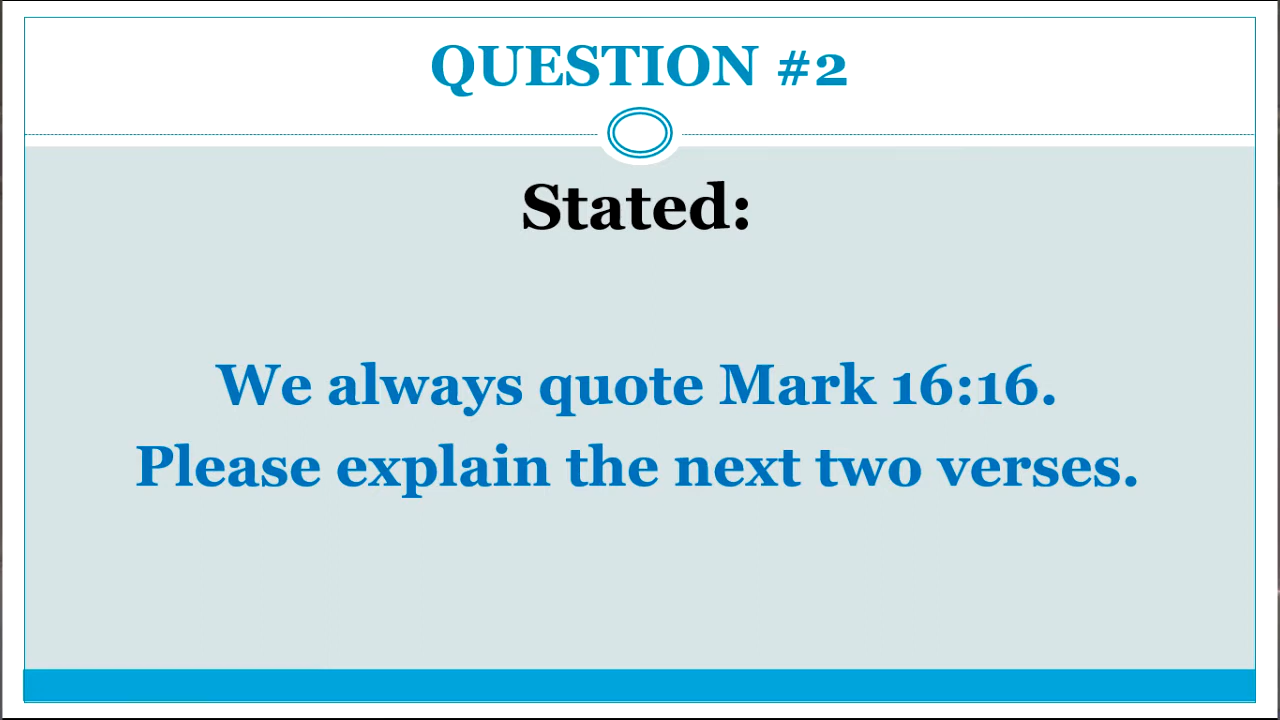 QUESTION #2
Stated:
We always quote Mark 16:16.
Please explain the next two verses.